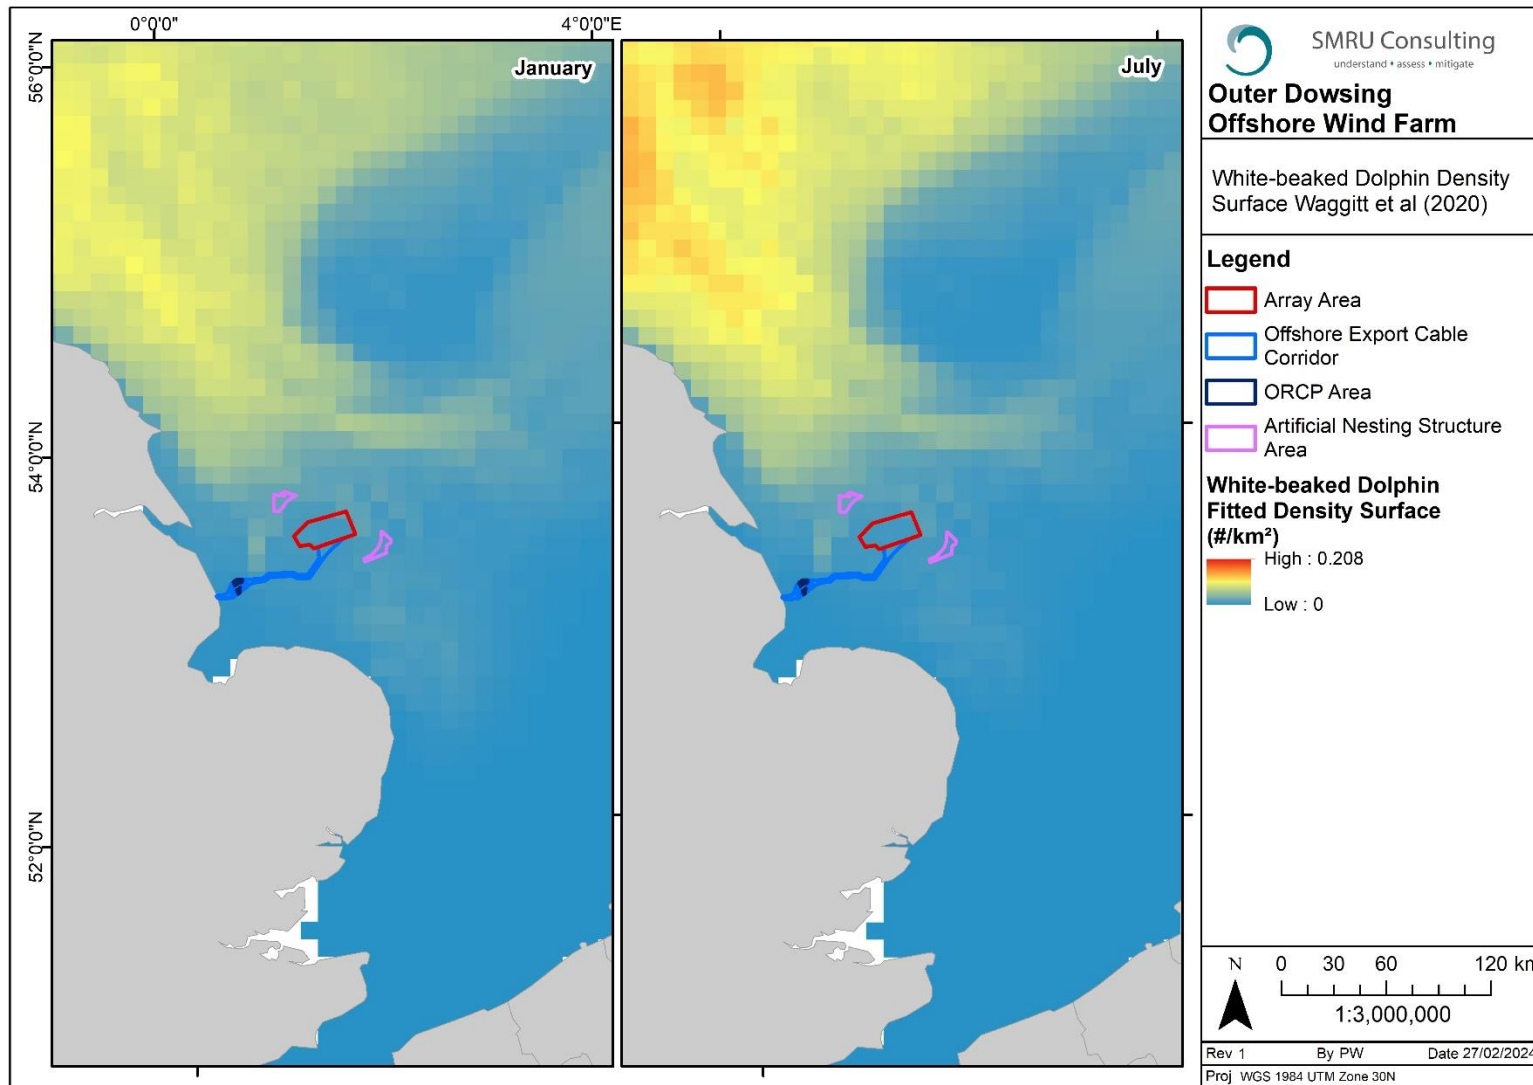 0°0'0"
4°0'0"E
56°0'0"N
54°0'0"N
52°0'0"N
January
July
SMRU Consulting
understand • assess • mitigate
Outer Dowsing
Offshore Wind Farm
White-beaked Dolphin Density
Surface Waggitt et al (2020)
Legend
Array Area
Offshore Export Cable
Corridor
ORCP Area
Artificial Nesting Structure
Area
White-beaked Dolphin
Fitted Density Surface
(#/km²)
High : 0.208
Low : 0
N
0 30 60 120 km
1:3,000,000
Rev 1 By PW Date 27/02/2024
Proj WGS 1984 UTM Zone 30N